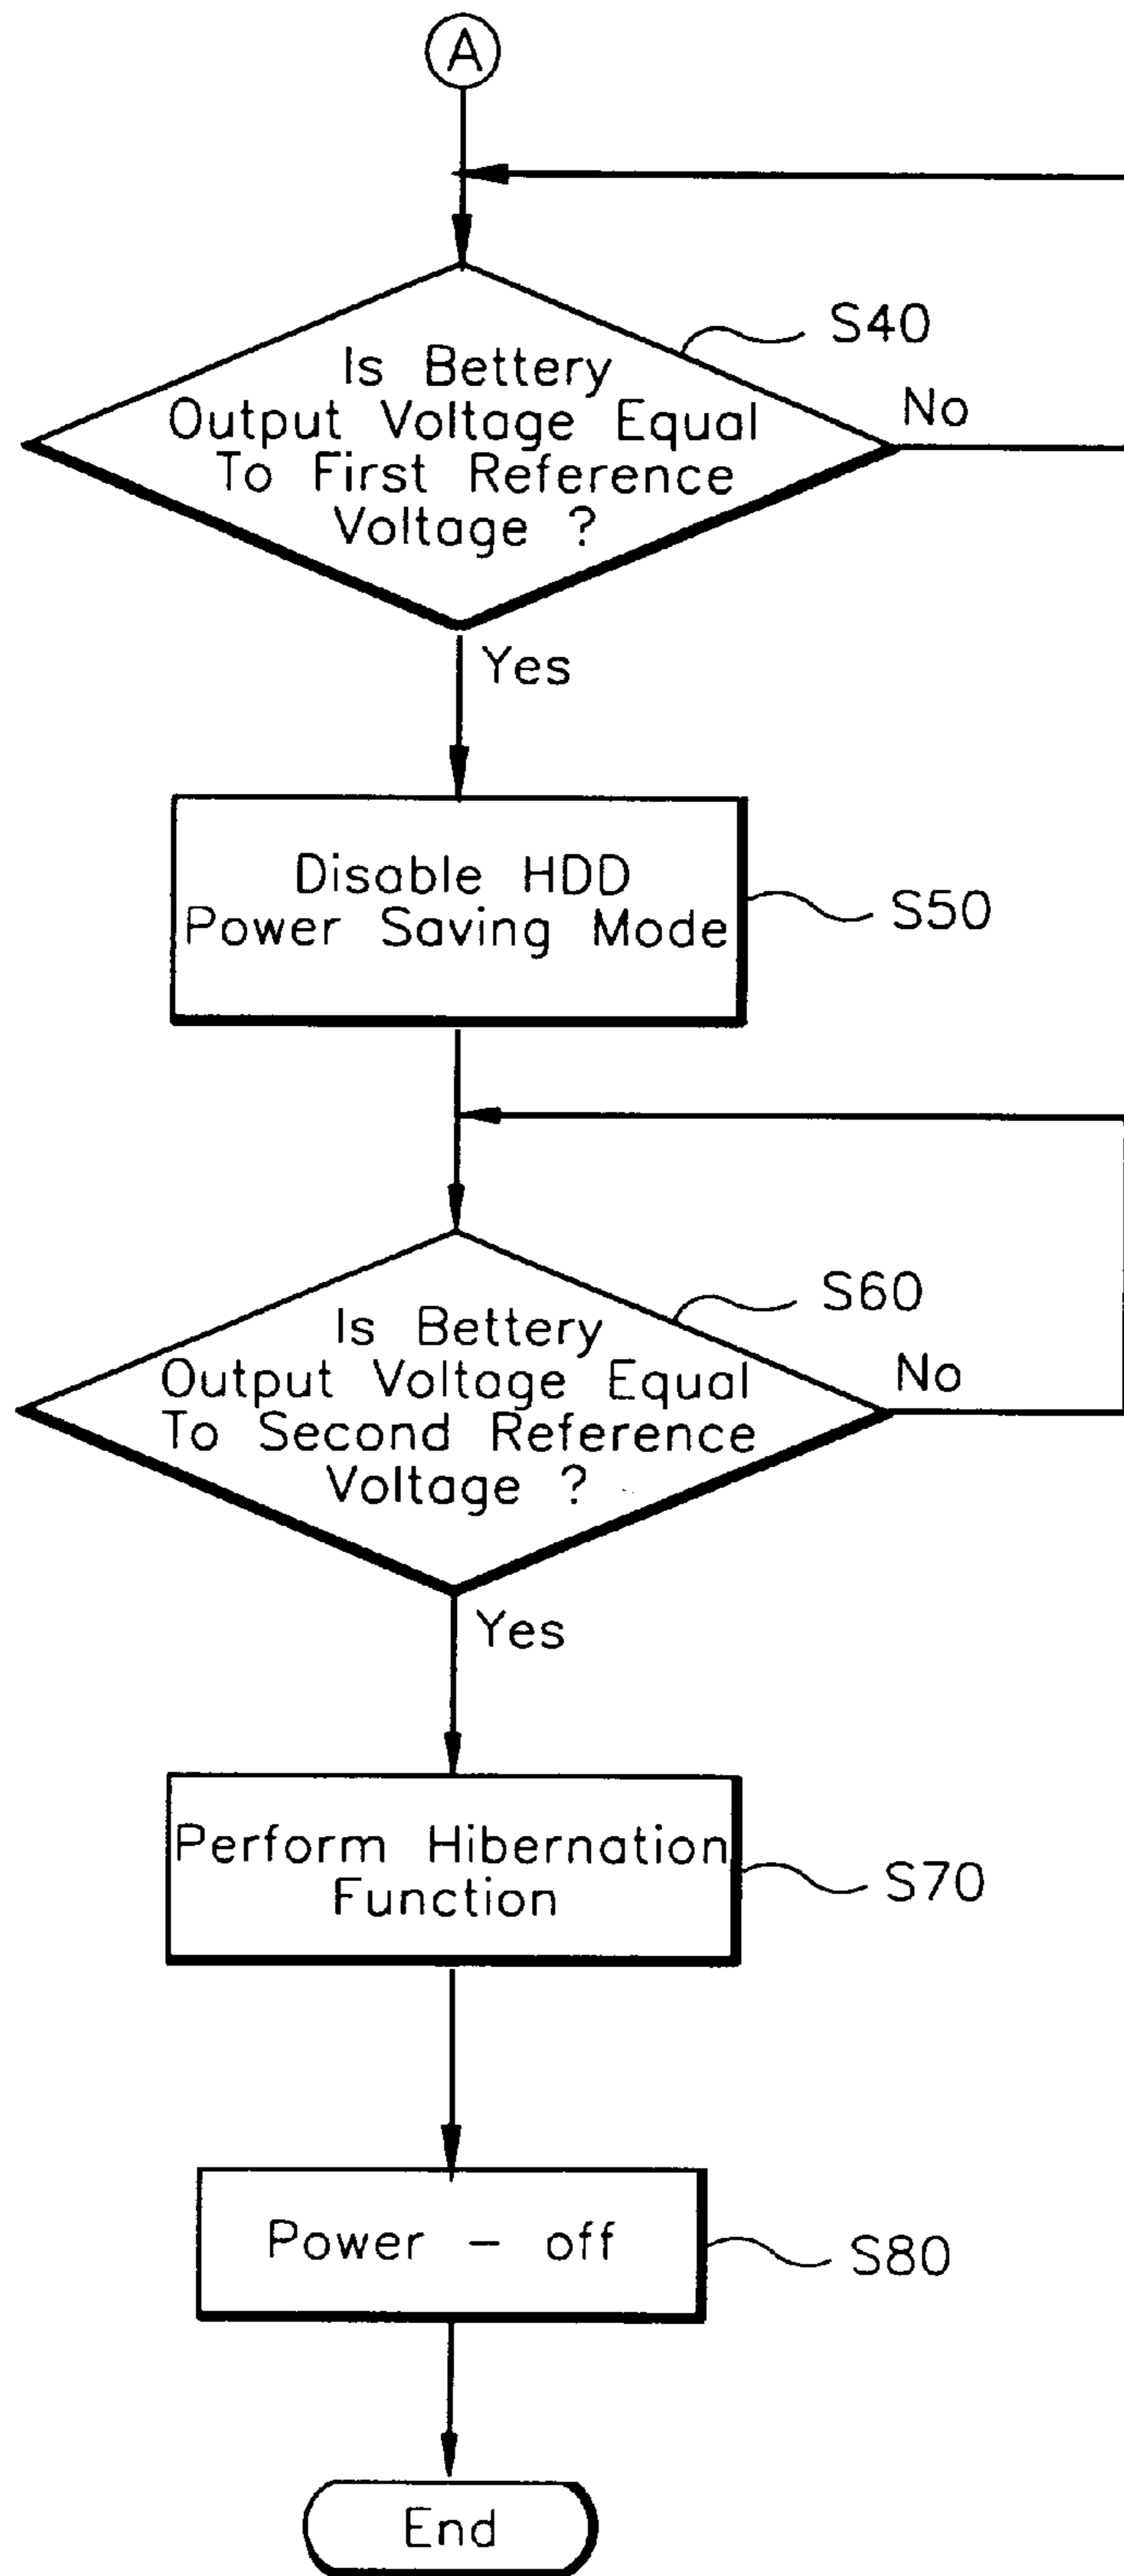 A
S40
Is Bettery
Output Voltage Equal
To First Reference
Voltage ?
No
Yes
Disable HDD
Power Saving Mode
S50
S60
Is Bettery
Output Voltage Equal
To Second Reference
Voltage ?
No
Yes
Perform Hibernation
Function
S70
Power - off
S80
End